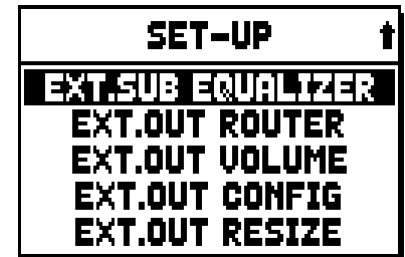 SET-UP
EXT.SUB EQUALIZER
EXT.OUT ROUTER
EXT.OUT VOLUME
EXT.OUT CONFIG
EXT.OUT RESIZE